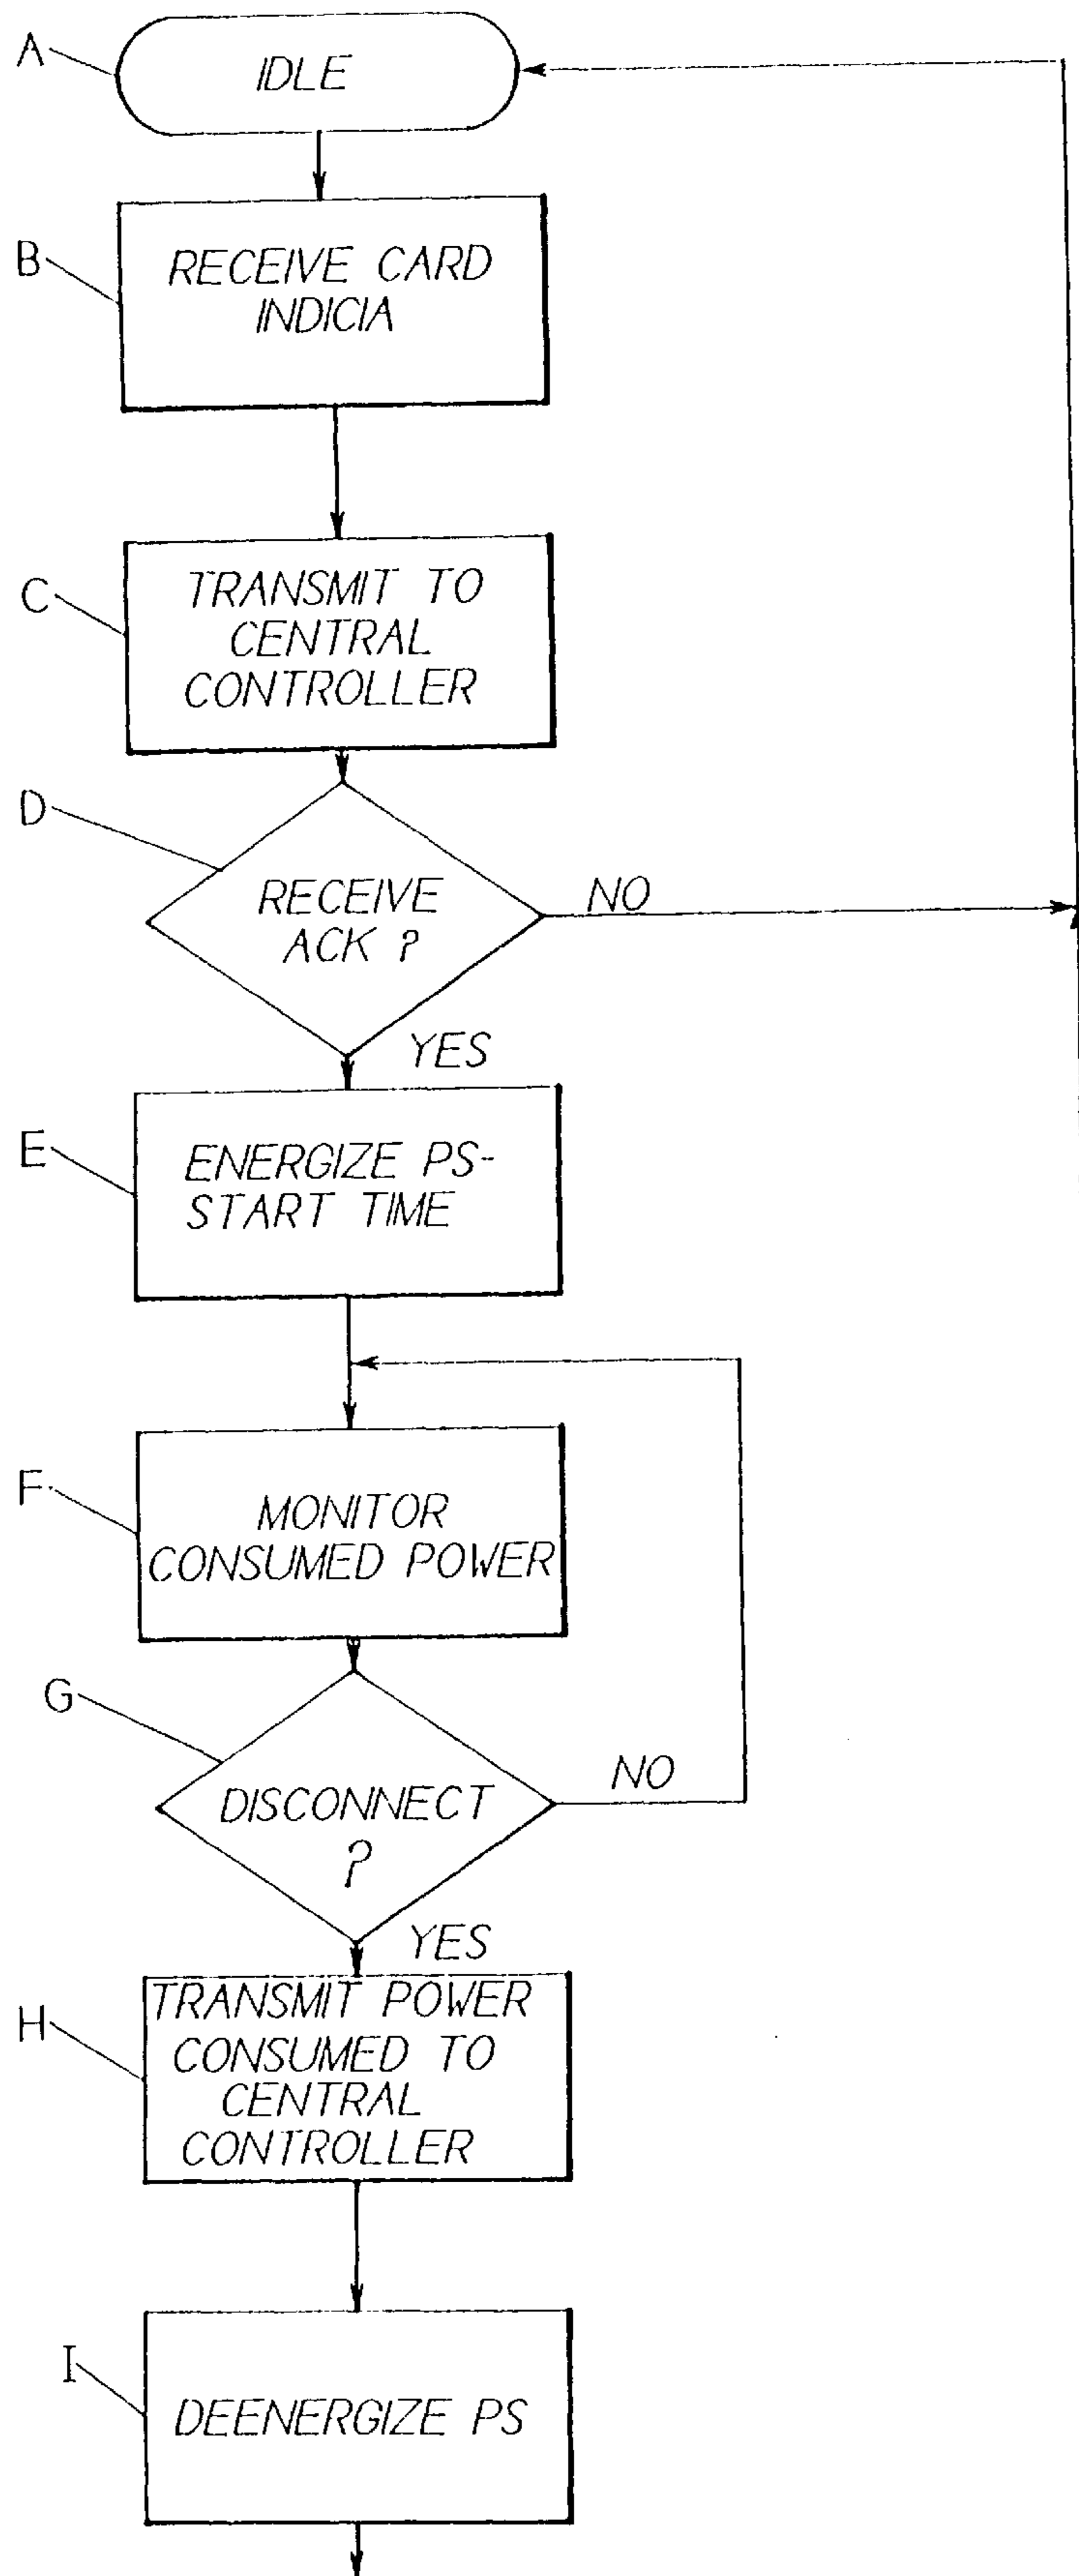 A
IDLE
B
RECEIVE CARD
INDICIA
C
TRANSMIT TO
CENTRAL
CONTROLLER
D
RECEIVE
ACK ?
NO
YES
E
ENERGIZE PS-
START TIME
F
MONITOR
CONSUMED POWER
G
DISCONNECT
?
NO
YES
H
TRANSMIT POWER
CONSUMED TO
CENTRAL
CONTROLLER
I
DEENERGIZE PS